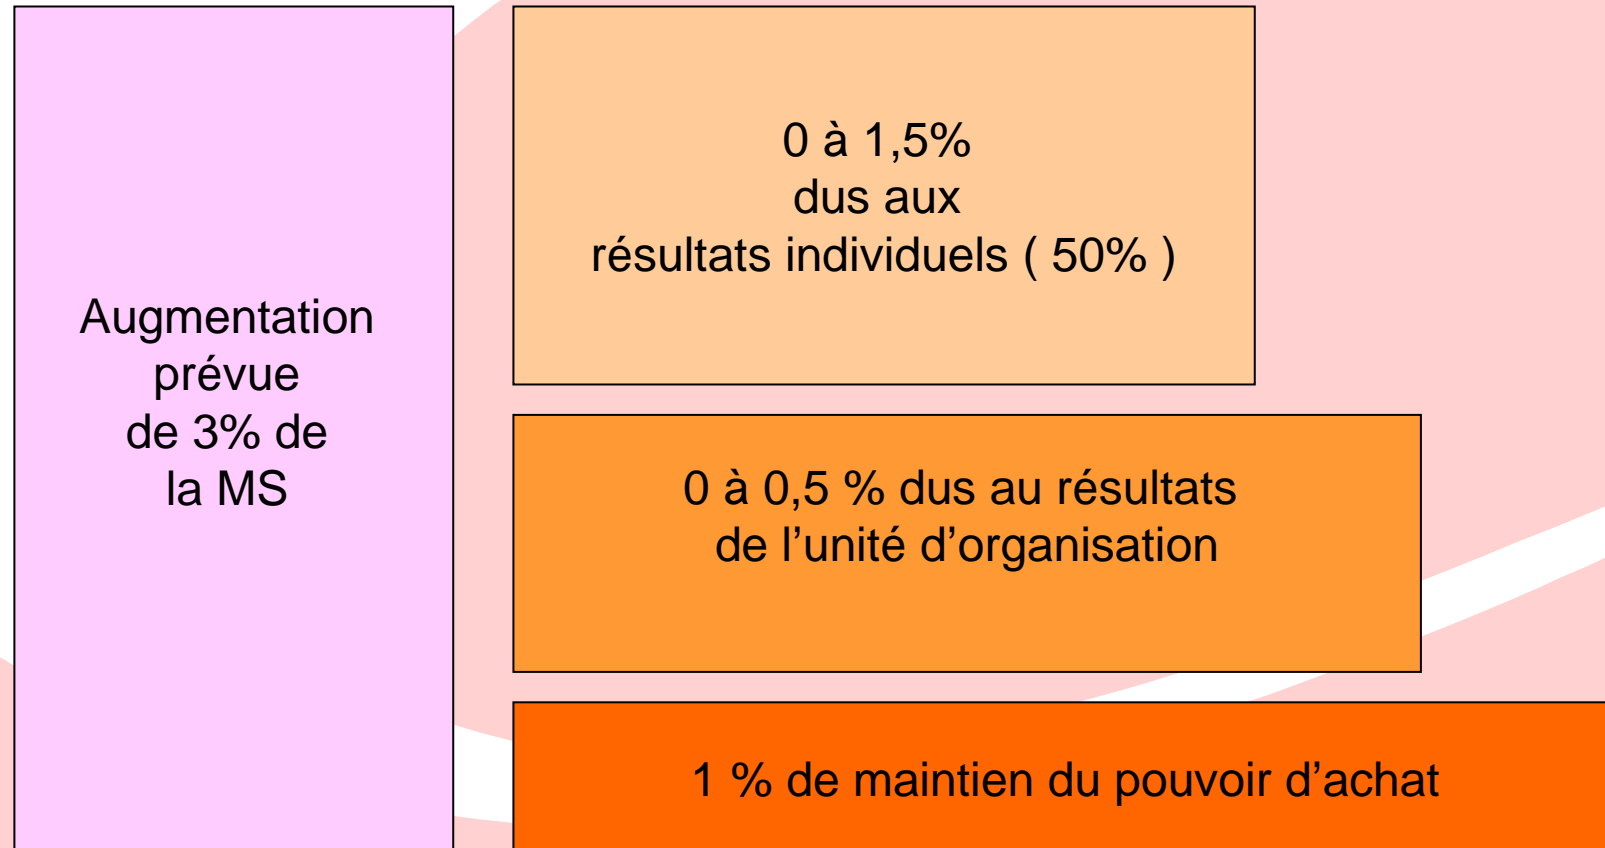 Augmentation
prévue
de 3% de
la MS
0 à 1,5%
dus aux
résultats individuels ( 50% )
0 à 0,5 % dus au résultats
de l’unité d’organisation
1 % de maintien du pouvoir d’achat